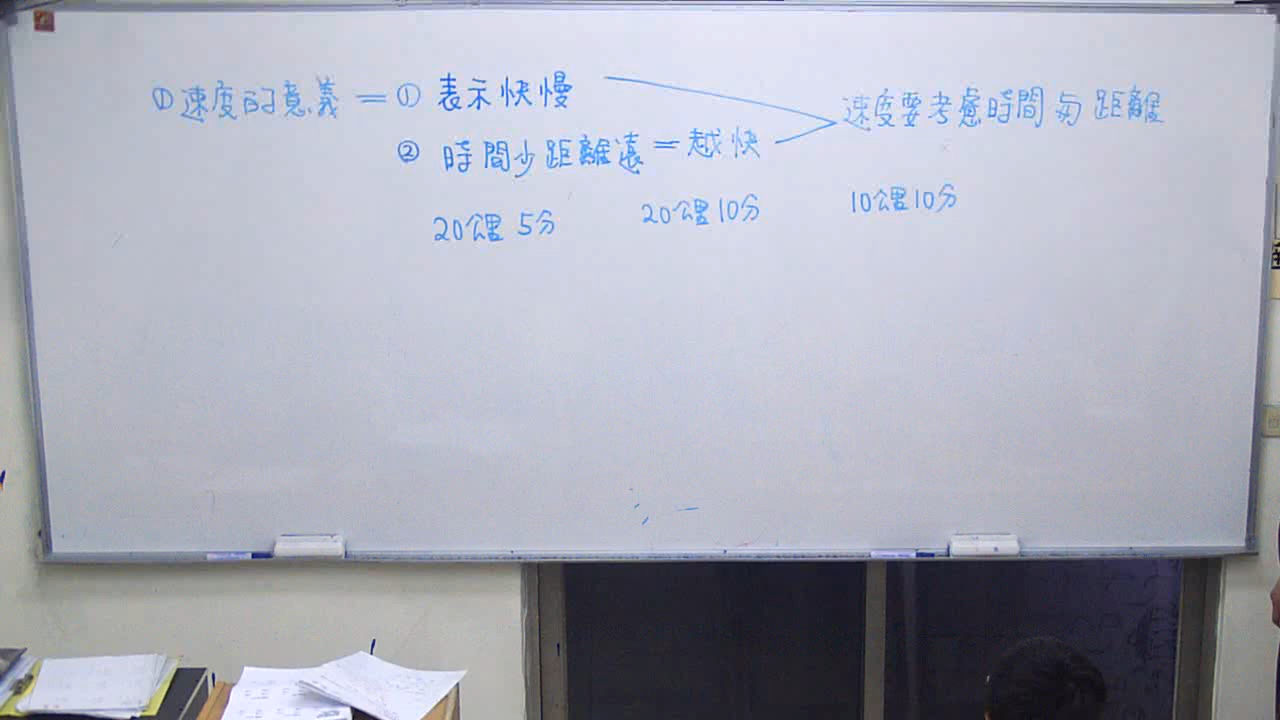 ① 速度的意義 = ① 表示快慢
② 時間少距離遠 = 越快
速度要考慮時間与距離
20公里 5分 20公里 10分 10公里 10分